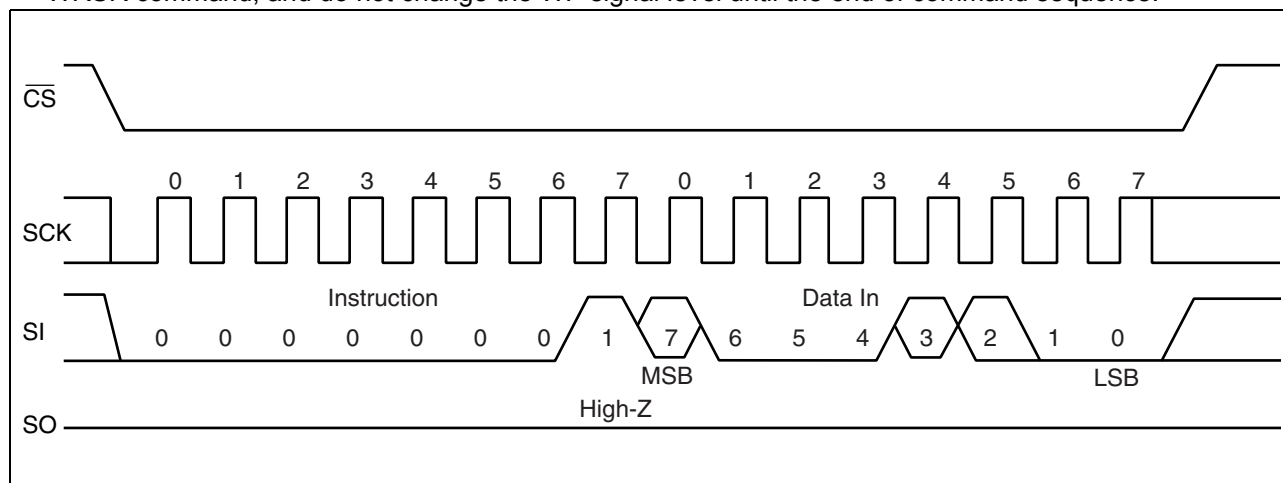 WRSR command, and do not change the WP signal level until the end of command sequence.
CS
0 1 2 3 4 5 6 7 0 1 2 3 4 5 6 7
SCK
Instruction Data In
SI 0 0 0 0 0 0 0 1 7 6 5 4 3 2 1 0
MSB LSB
High-Z
SO